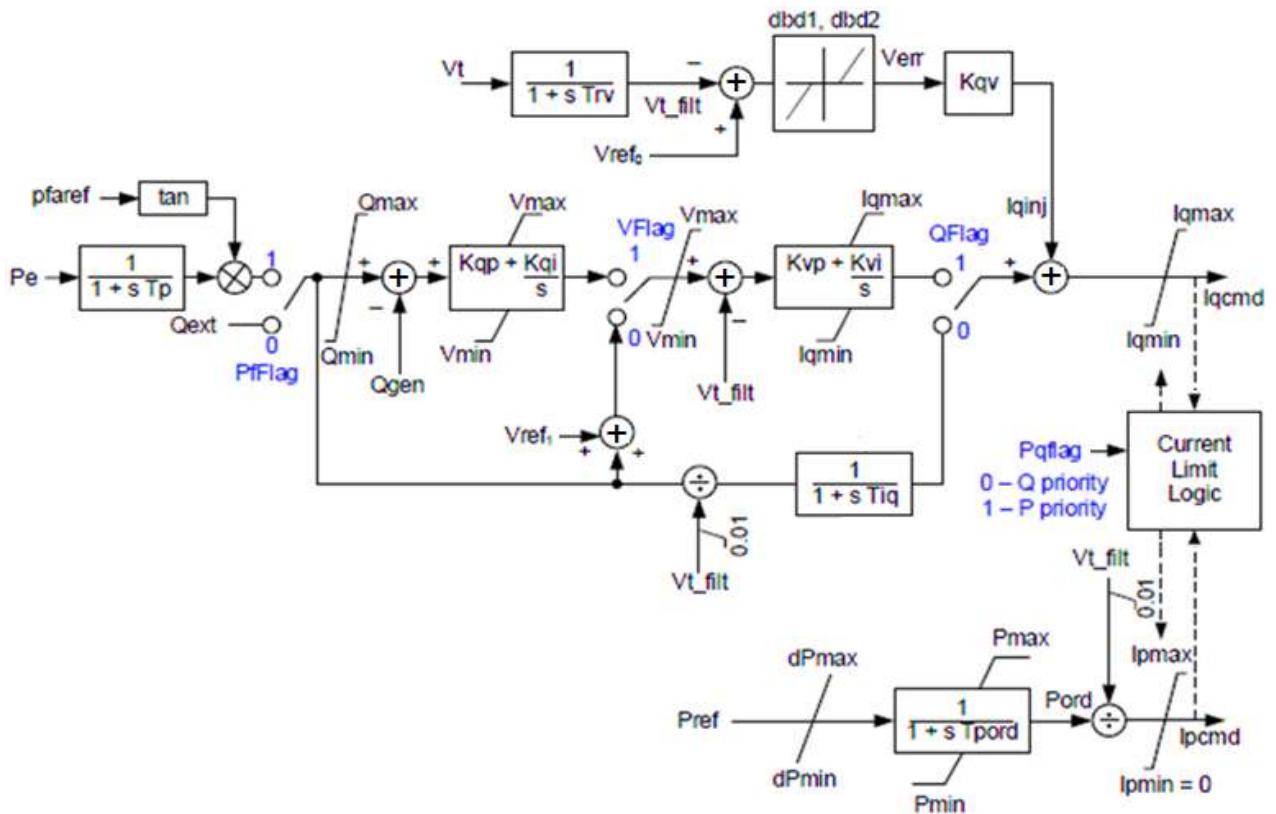 dbd1, dbd2
Vt
1
1 + s Trv
–
Vt_filt
+
+
Verr
Kqv
Vref₀
pfaref
tan
Pe
1
1 + s Tp
1
Qext
0
PfFlag
Qmax
Qmin
+
+
–
Qgen
+
Vmax
Kqp + Kqi
s
Vmin
VFlag
1
0
Vmax
Vmin
+
+
–
Vt_filt
Iqmax
Kvp + Kvi
s
Iqmin
QFlag
1
0
Iqinj
+
+
+
Iqmax
Iqmin
Iqcmd
Vref₁
+
+
+
÷
0.01
Vt_filt
1
1 + s Tiq
Pqflag
0 – Q priority
1 – P priority
Current
Limit
Logic
Vt_filt
0.01
Pref
dPmax
dPmin
Pmax
1
1 + s Tpord
Pmin
Pord
÷
Ipmax
Ipcmd
Ipmin = 0